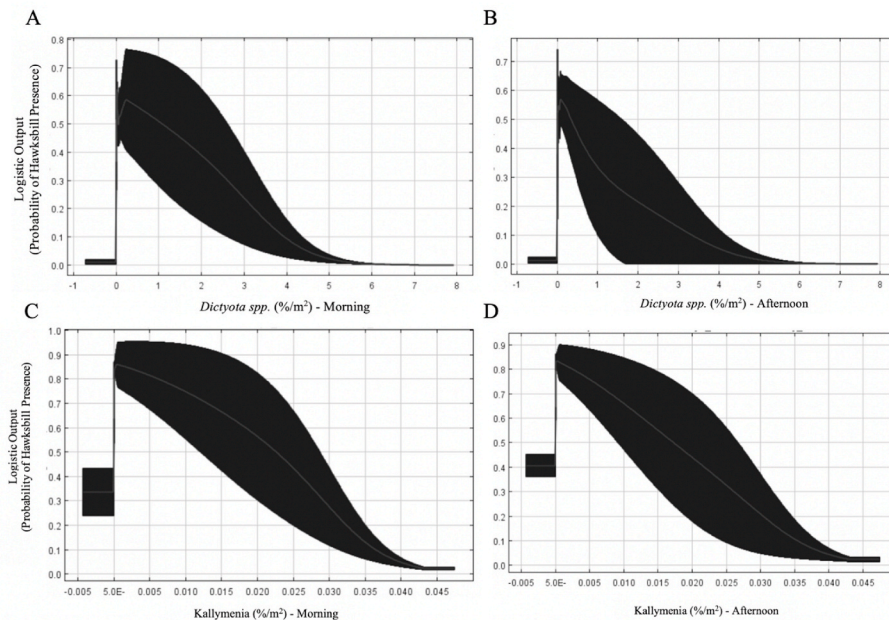 A
B
0.8
0.7
0.6
0.5
0.4
0.3
0.2
0.1
0.0
-1 0 1 2 3 4 5 6 7 8
Logistic Output
(Probability of Hawksbill Presence)
Dictyota spp. (%/m²) - Morning
0.7
0.6
0.5
0.4
0.3
0.2
0.1
0.0
-1 0 1 2 3 4 5 6 7 8
Dictyota spp. (%/m²) - Afternoon
C
D
1.0
0.9
0.8
0.7
0.6
0.5
0.4
0.3
0.2
0.1
0.0
-0.005 5.0E- 0.005 0.010 0.015 0.020 0.025 0.030 0.035 0.040 0.045
Logistic Output
(Probability of Hawksbill Presence)
Kallymenia (%/m²) - Morning
0.9
0.8
0.7
0.6
0.5
0.4
0.3
0.2
0.1
0.0
-0.005 5.0E- 0.005 0.010 0.015 0.020 0.025 0.030 0.035 0.040 0.045
Kallymenia (%/m²) - Afternoon